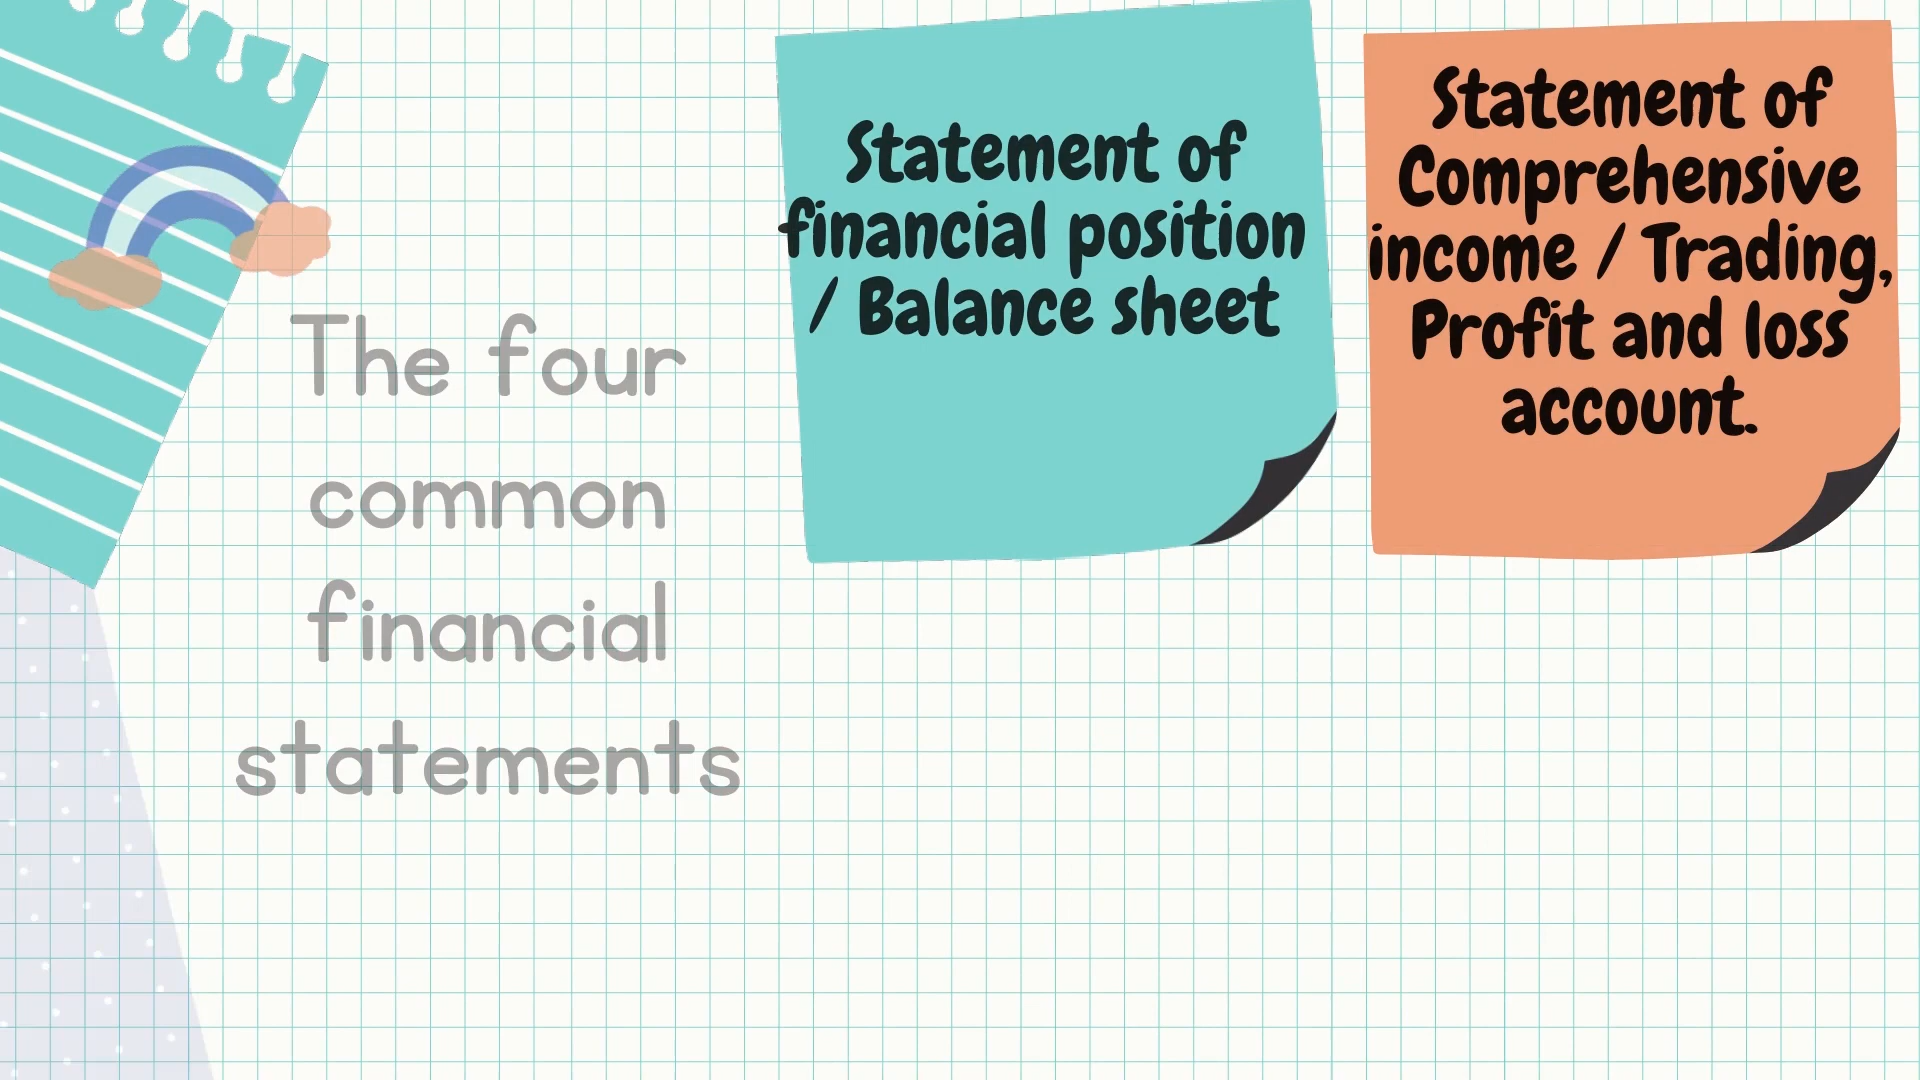 The four
common
financial
statements
Statement of
financial position
/ Balance sheet
Statement of
Comprehensive
income / Trading,
Profit and loss
account.